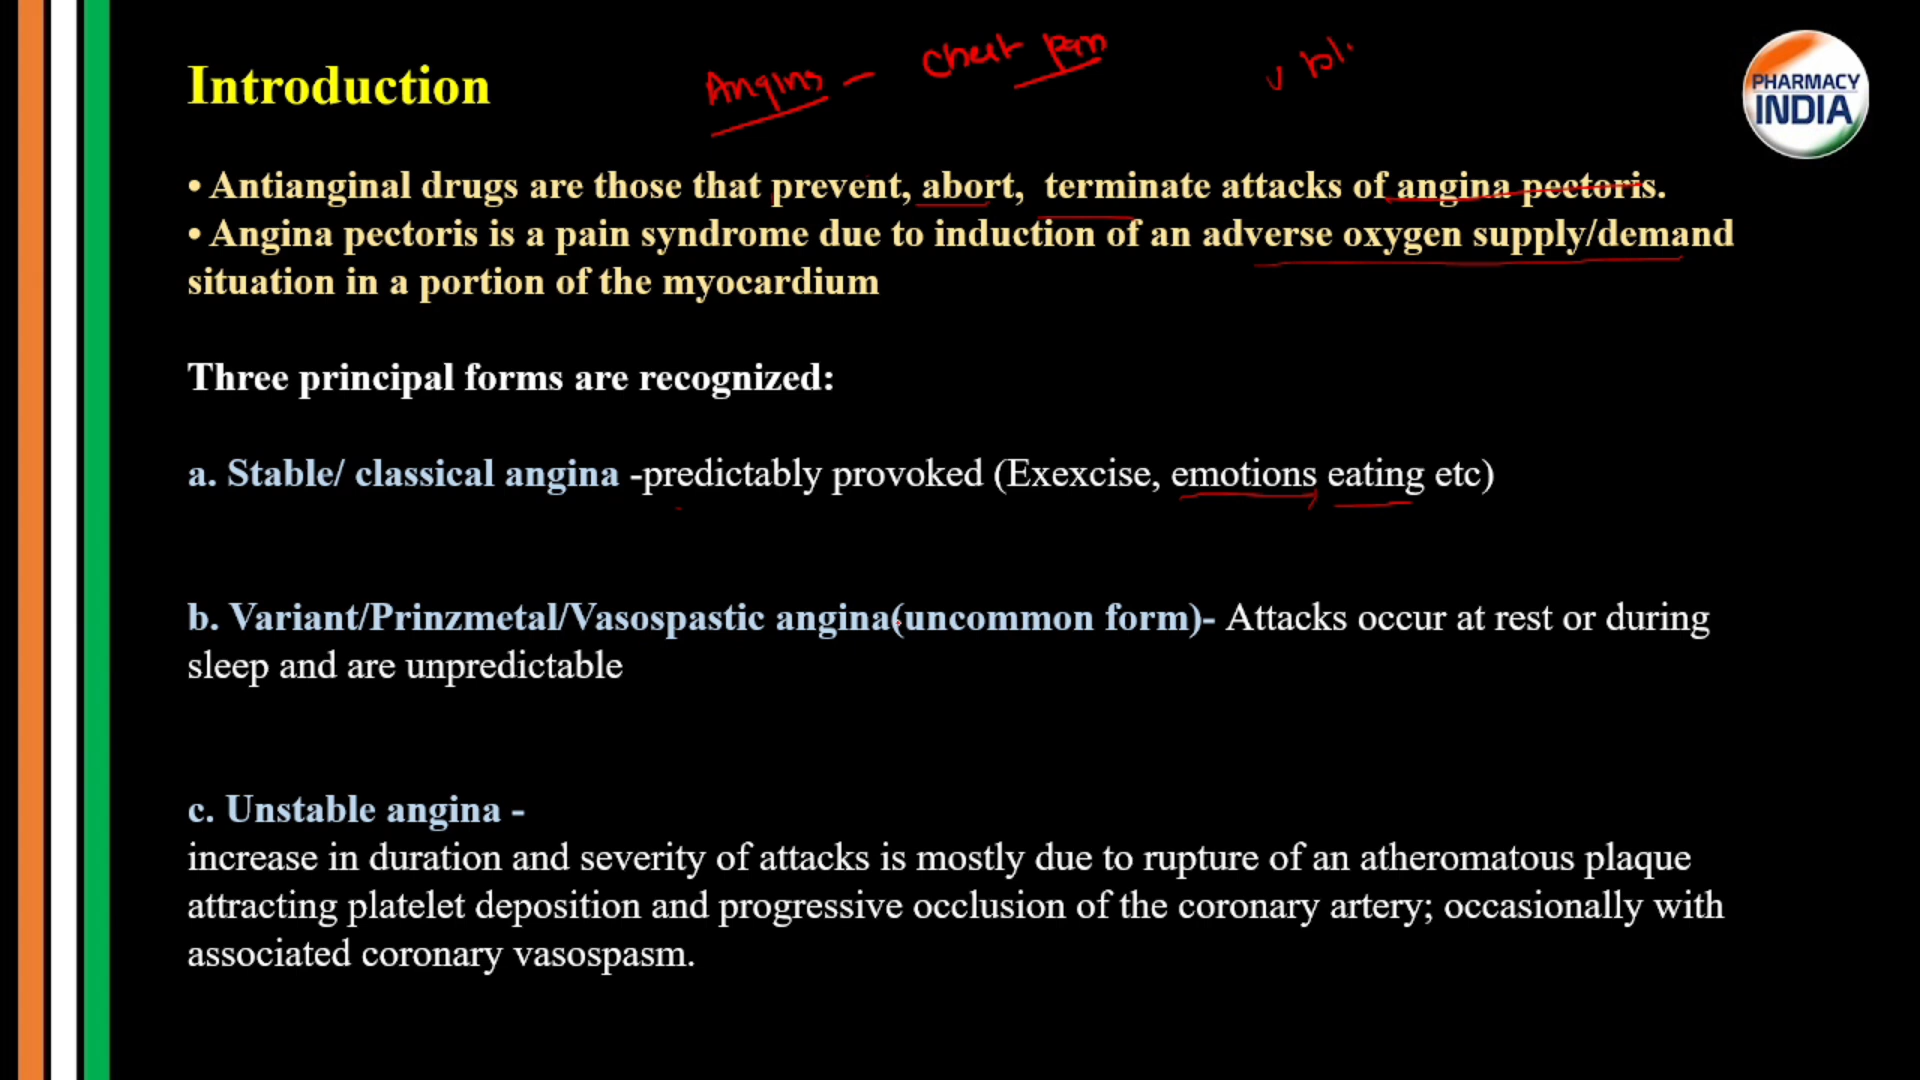 Angina - chest pain
Introduction
PHARMACY
INDIA
• Antianginal drugs are those that prevent, abort, terminate attacks of angina pectoris.
• Angina pectoris is a pain syndrome due to induction of an adverse oxygen supply/demand
situation in a portion of the myocardium
Three principal forms are recognized:
a. Stable/ classical angina -predictably provoked (Exexcise, emotions eating etc)
b. Variant/Prinzmetal/Vasospastic angina(uncommon form)- Attacks occur at rest or during
sleep and are unpredictable
c. Unstable angina -
increase in duration and severity of attacks is mostly due to rupture of an atheromatous plaque
attracting platelet deposition and progressive occlusion of the coronary artery; occasionally with
associated coronary vasospasm.